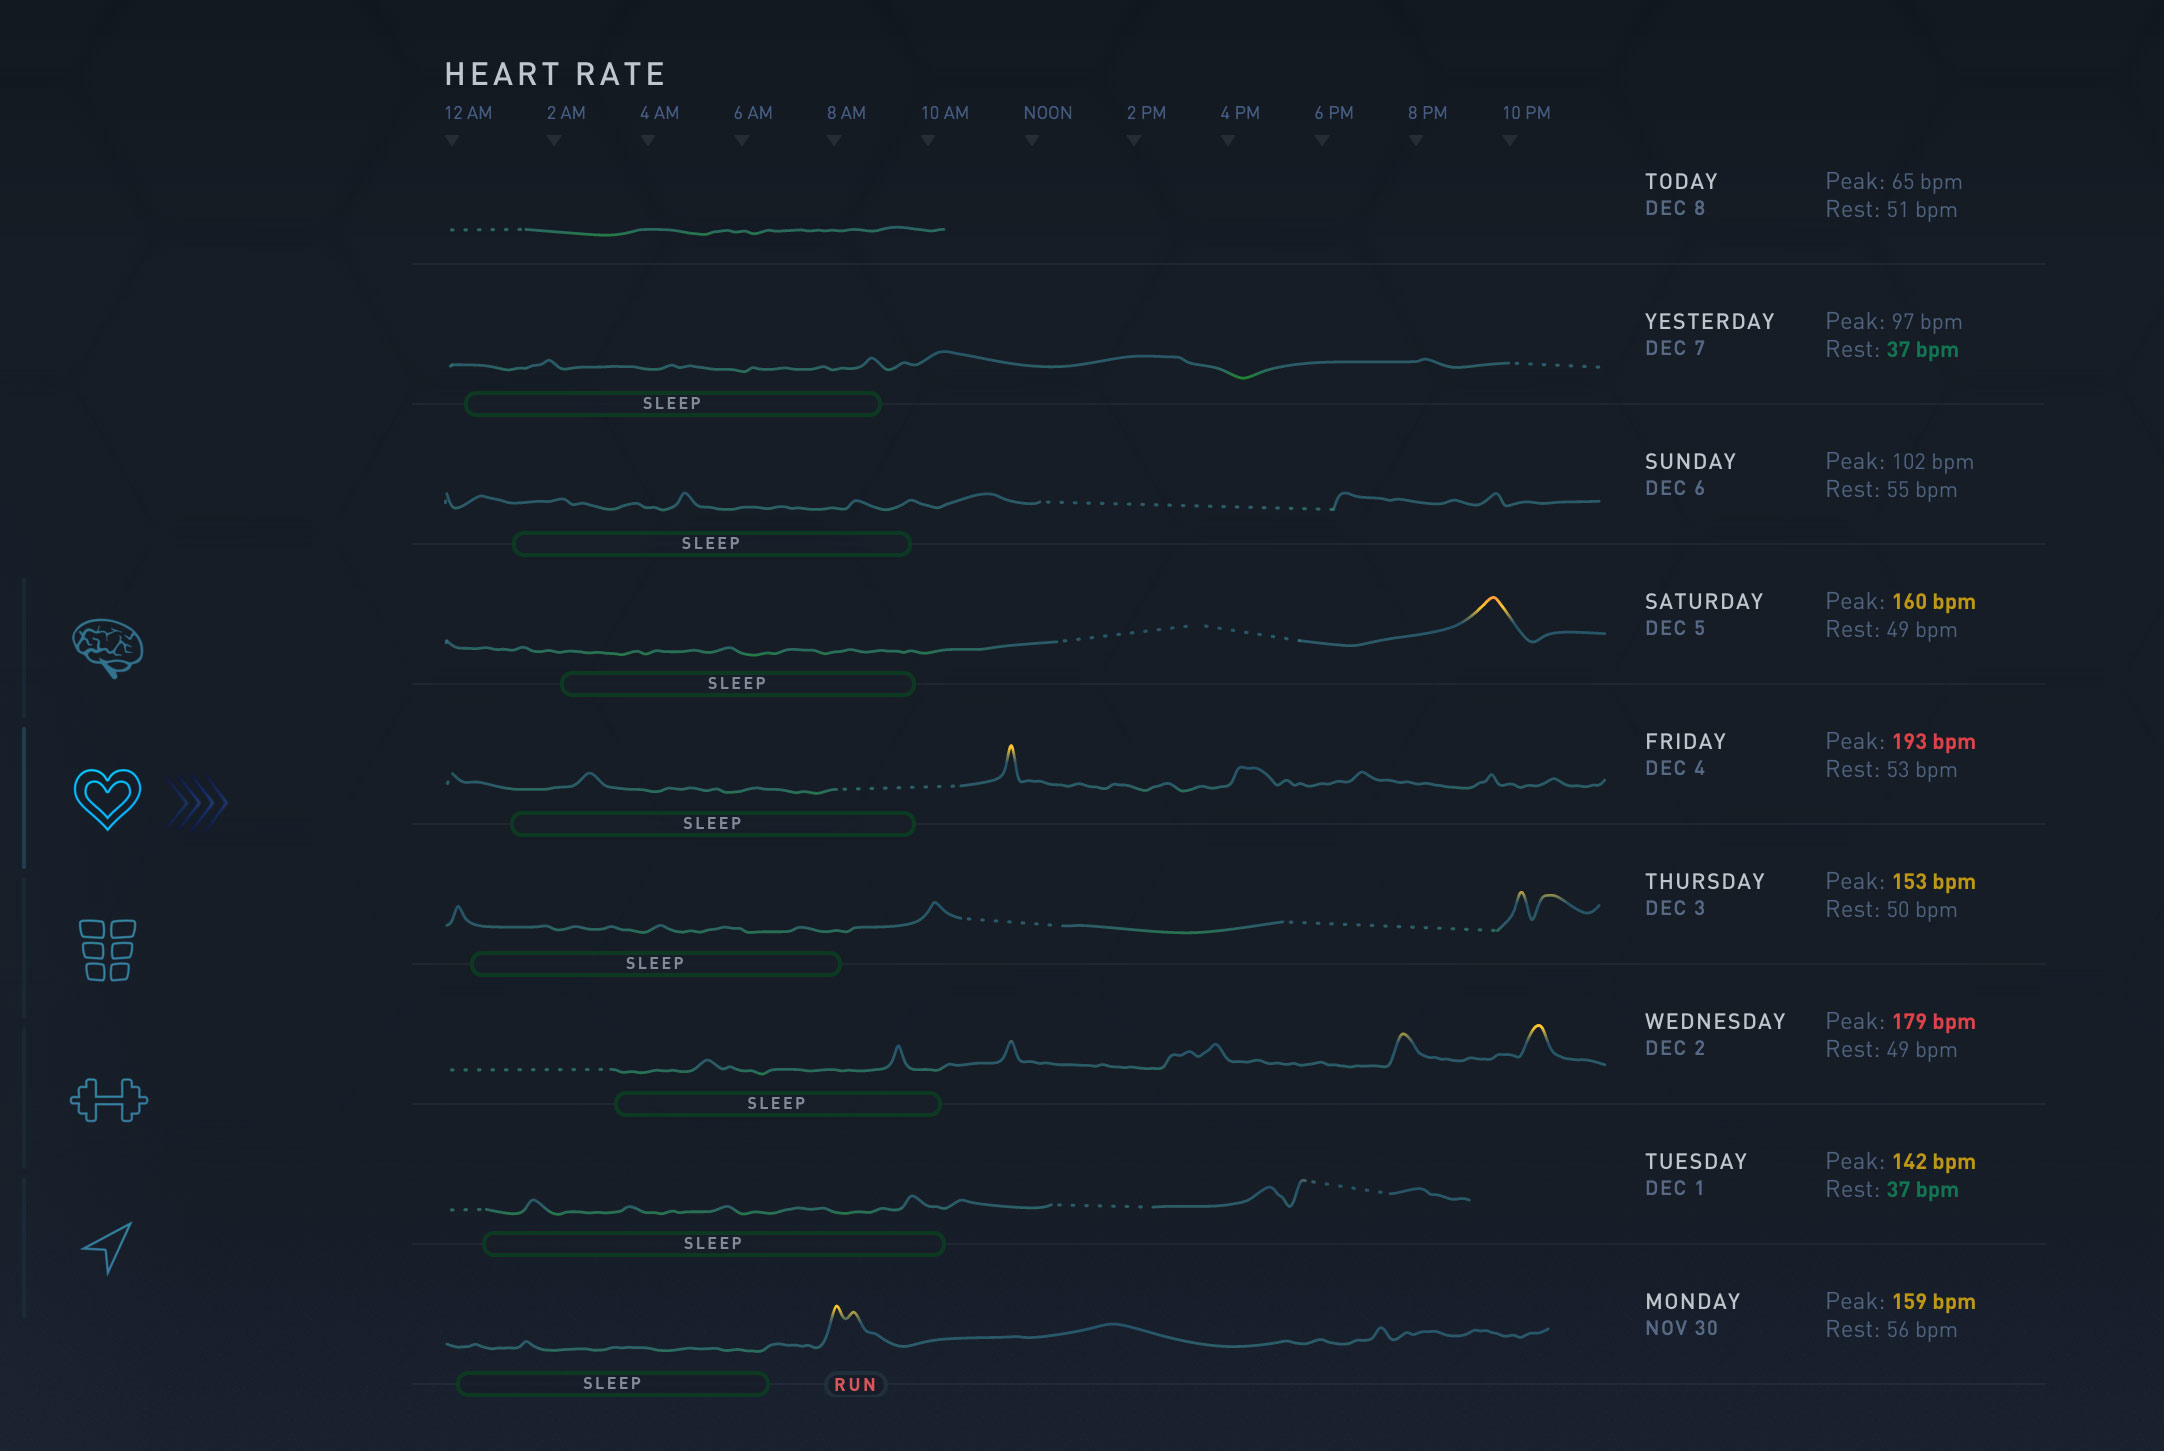 HEART RATE
12 AM 2 AM 4 AM 6 AM 8 AM 10 AM NOON 2 PM 4 PM 6 PM 8 PM 10 PM
TODAY Peak: 65 bpm
DEC 8 Rest: 51 bpm
YESTERDAY Peak: 97 bpm
DEC 7 Rest: 37 bpm
SLEEP
SUNDAY Peak: 102 bpm
DEC 6 Rest: 55 bpm
SLEEP
SATURDAY Peak: 160 bpm
DEC 5 Rest: 49 bpm
SLEEP
FRIDAY Peak: 193 bpm
DEC 4 Rest: 53 bpm
SLEEP
THURSDAY Peak: 153 bpm
DEC 3 Rest: 50 bpm
SLEEP
WEDNESDAY Peak: 179 bpm
DEC 2 Rest: 49 bpm
SLEEP
TUESDAY Peak: 142 bpm
DEC 1 Rest: 37 bpm
SLEEP
MONDAY Peak: 159 bpm
NOV 30 Rest: 56 bpm
SLEEP RUN